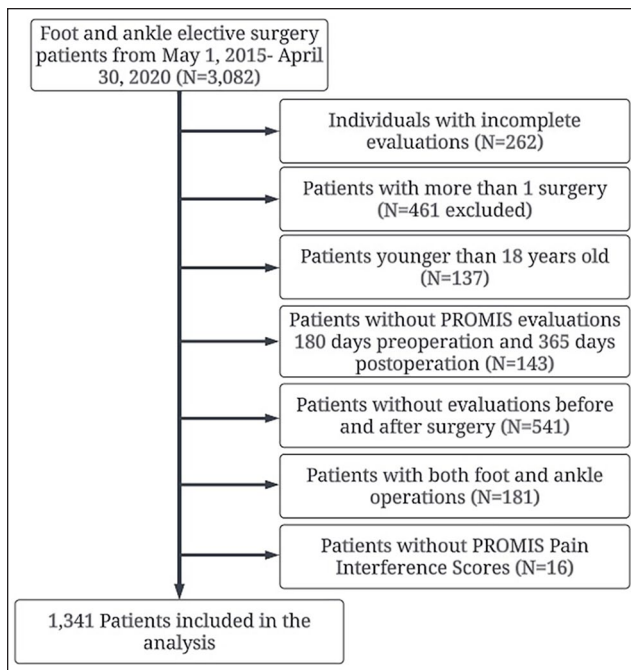 Foot and ankle elective surgery
patients from May 1, 2015- April
30, 2020 (N=3,082)
Individuals with incomplete
evaluations (N=262)
Patients with more than 1 surgery
(N=461 excluded)
Patients younger than 18 years old
(N=137)
Patients without PROMIS evaluations
180 days preoperation and 365 days
postoperation (N=143)
Patients without evaluations before
and after surgery (N=541)
Patients with both foot and ankle
operations (N=181)
Patients without PROMIS Pain
Interference Scores (N=16)
1,341 Patients included in the
analysis